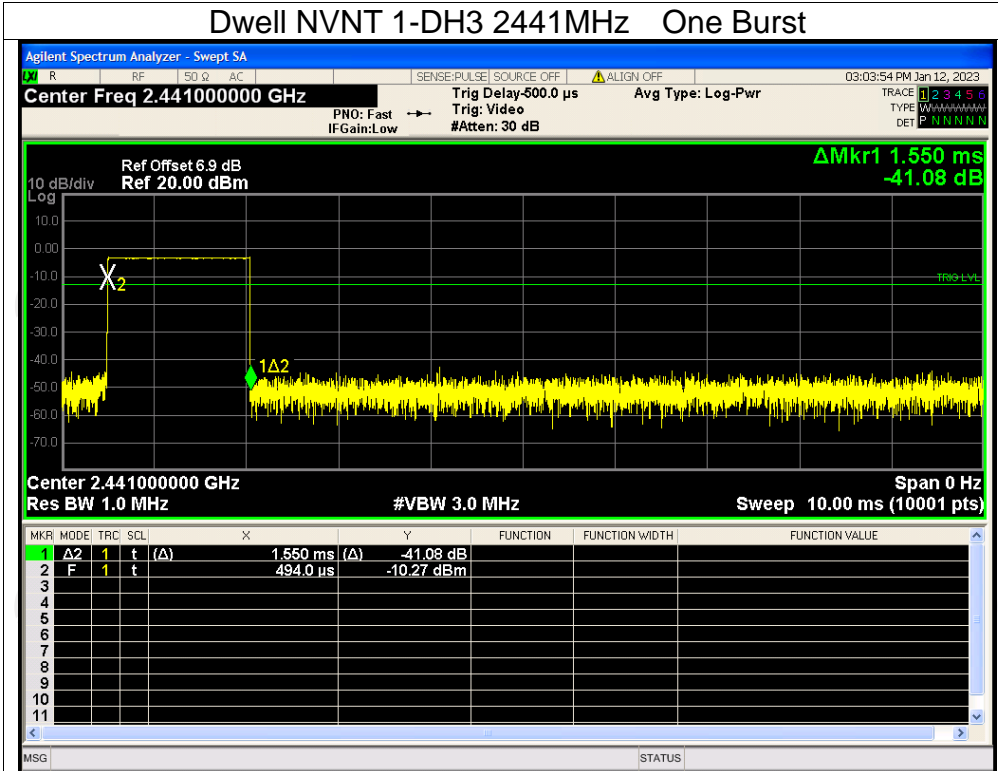 Dwell NVNT 1-DH3 2441MHz One Burst
Agilent Spectrum Analyzer - Swept SA
LXI R RF 50 Ω AC SENSE:PULSE SOURCE OFF ALIGN OFF 03:03:54 PM Jan 12, 2023
Center Freq 2.441000000 GHz
PNO: Fast
IFGain:Low
Trig Delay-500.0 µs
Trig: Video
#Atten: 30 dB
Avg Type: Log-Pwr
TRACE 1 2 3 4 5 6
TYPE WWWWWW
DET P N N N N N
ΔMkr1 1.550 ms
-41.08 dB
Ref Offset 6.9 dB
10 dB/div Ref 20.00 dBm
Log
10.0
0.00
-10.0
-20.0
-30.0
-40.0
-50.0
-60.0
-70.0
X2
TRIG LVL
1Δ2
Center 2.441000000 GHz Span 0 Hz
Res BW 1.0 MHz #VBW 3.0 MHz Sweep 10.00 ms (10001 pts)
MKR MODE TRC SCL X Y FUNCTION FUNCTION WIDTH FUNCTION VALUE
1 Δ2 1 t (Δ) 1.550 ms (Δ) -41.08 dB
2 F 1 t 494.0 µs -10.27 dBm
3
4
5
6
7
8
9
10
11
MSG STATUS